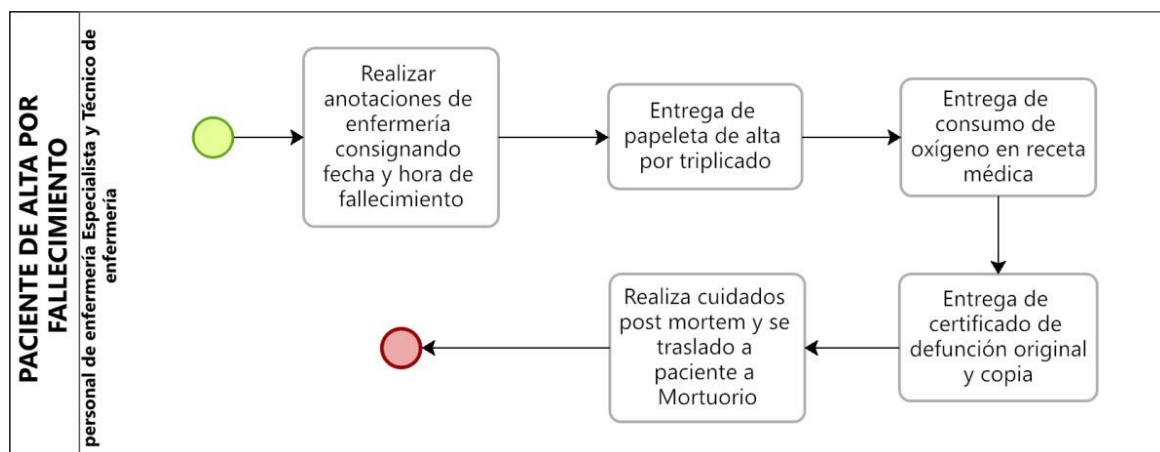 PACIENTE DE ALTA POR
FALLECIMIENTO
personal de enfermería Especialista y Técnico de
enfermería
Realizar
anotaciones de
enfermería
consignando
fecha y hora de
fallecimiento
Entrega de
papeleta de alta
por triplicado
Entrega de
consumo de
oxígeno en receta
médica
Entrega de
certificado de
defunción original
y copia
Realiza cuidados
post mortem y se
traslado a
paciente a
Mortuorio